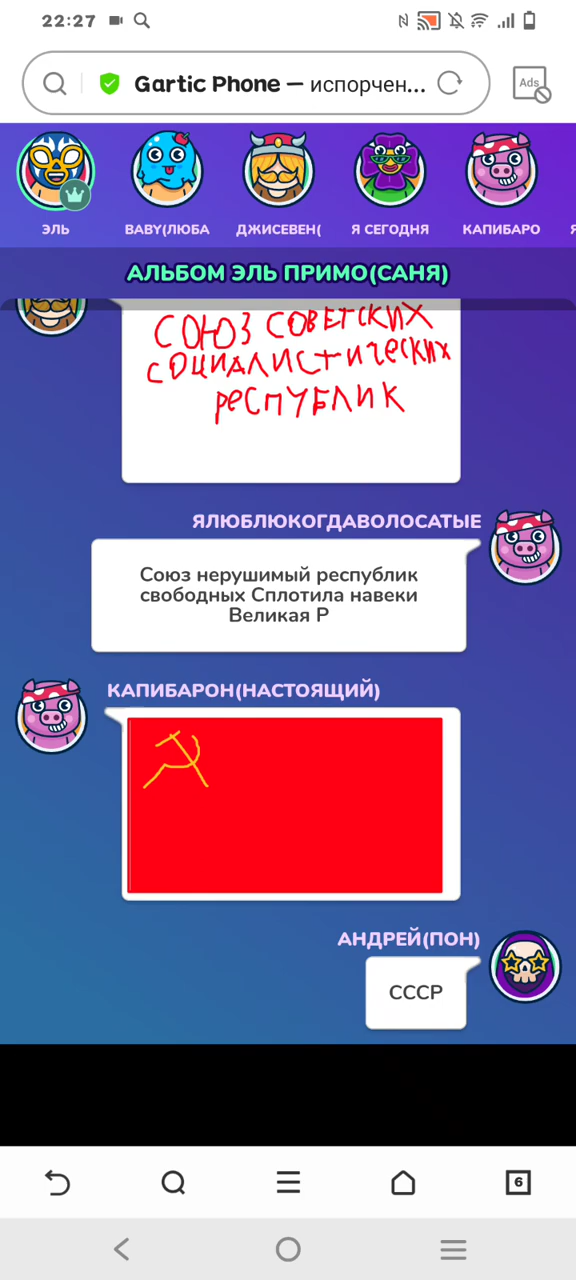 22:27
Gartic Phone — испорчен...
Ads
ЭЛЬ
BABY(ЛЮБА
ДЖИСЕВЕН(
Я СЕГОДНЯ
КАПИБАРО
Я
АЛЬБОМ ЭЛЬ ПРИМО(САНЯ)
СОЮЗ СОВЕТСКИХ
СОЦИАЛИСТИЧЕСКИХ
РЕСПУБЛИК
ЯЛЮБЛЮКОГДАВОЛОСАТЫЕ
Союз нерушимый республик
свободных Сплотила навеки
Великая Р
КАПИБАРОН(НАСТОЯЩИЙ)
АНДРЕЙ(ПОН)
СССР
6